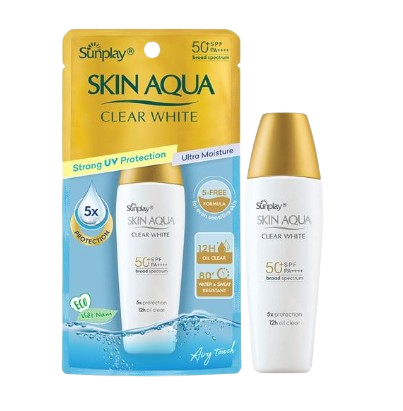 Sunplay®
50+ SPF
PA++++
broad spectrum
SKIN AQUA
CLEAR WHITE
Strong UV Protection
Ultra Moisture
5x
PROTECTION
5-FREE
FORMULA
Sunplay®
SKIN AQUA
CLEAR WHITE
50+ SPF
PA++++
broad spectrum
5x protection
12h oil clear
12H
OIL CLEAR
80'
WATER & SWEAT
RESISTANT
ECO
Việt Nam
Airy Touch
Sunplay®
SKIN AQUA
CLEAR WHITE
50+ SPF
PA++++
broad spectrum
5x protection
12h oil clear